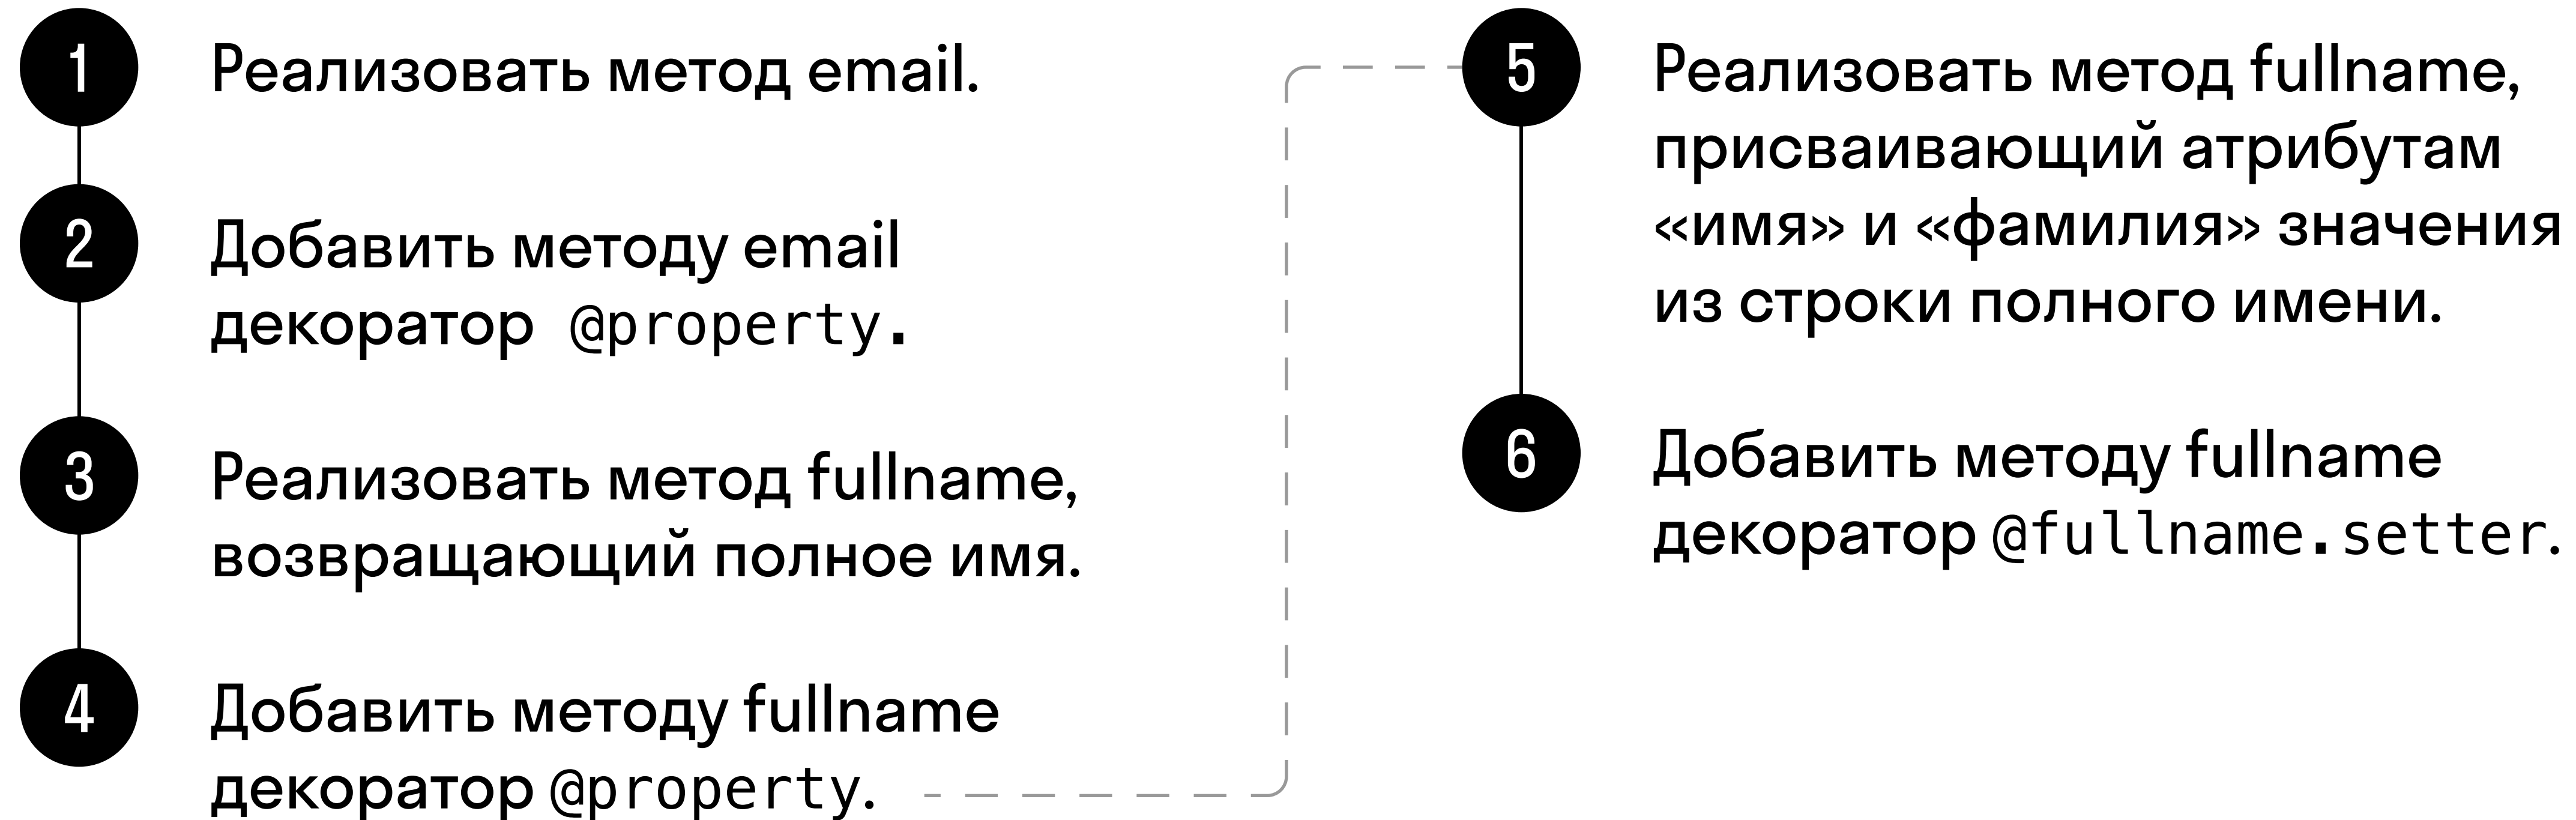 1
Реализовать метод email.
2
Добавить методу email
декоратор @property.
3
Реализовать метод fullname,
возвращающий полное имя.
4
Добавить методу fullname
декоратор @property.
5
Реализовать метод fullname,
присваивающий атрибутам
«имя» и «фамилия» значения
из строки полного имени.
6
Добавить методу fullname
декоратор @fullname.setter.